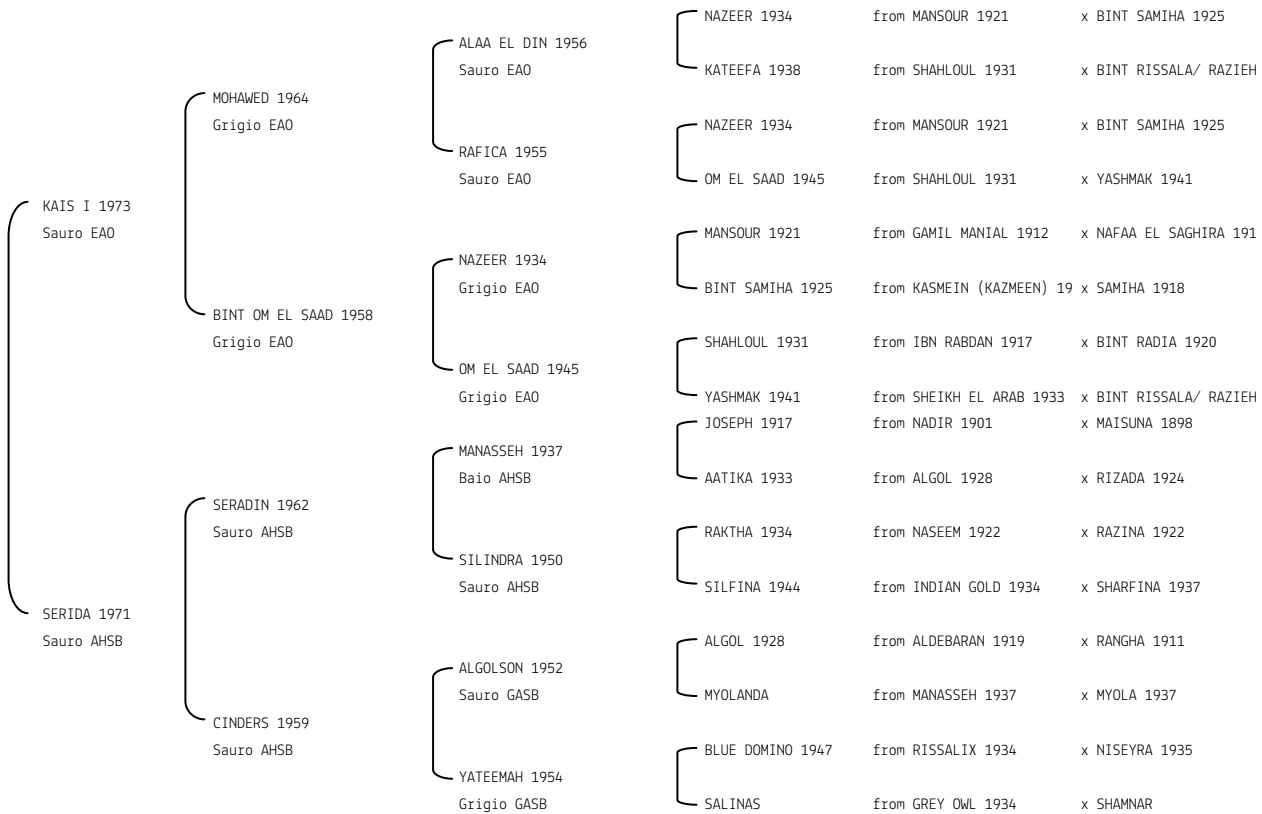 NAZEER 1934 from MANSOUR 1921 x BINT SAMIHA 1925
ALAA EL DIN 1956
Sauro EAO
KATEEFA 1938 from SHAHLOUL 1931 x BINT RISSALA/ RAZIEH
MOHAWED 1964
Grigio EAO
NAZEER 1934 from MANSOUR 1921 x BINT SAMIHA 1925
RAFICA 1955
Sauro EAO
OM EL SAAD 1945 from SHAHLOUL 1931 x YASHMAK 1941
KAIS I 1973
Sauro EAO
MANSOUR 1921 from GAMIL MANIAL 1912 x NAFAA EL SAGHIRA 191
NAZEER 1934
Grigio EAO
BINT SAMIHA 1925 from KASMEIN (KAZMEEN) 19 x SAMIHA 1918
BINT OM EL SAAD 1958
Grigio EAO
SHAHLOUL 1931 from IBN RABDAN 1917 x BINT RADIA 1920
OM EL SAAD 1945
Grigio EAO
YASHMAK 1941 from SHEIKH EL ARAB 1933 x BINT RISSALA/ RAZIEH
JOSEPH 1917 from NADIR 1901 x MAISUNA 1898
MANASSEH 1937
Baio AHSB
AATIKA 1933 from ALGOL 1928 x RIZADA 1924
SERADIN 1962
Sauro AHSB
RAKTHA 1934 from NASEEM 1922 x RAZINA 1922
SILINDRA 1950
Sauro AHSB
SILFINA 1944 from INDIAN GOLD 1934 x SHARFINA 1937
SERIDA 1971
Sauro AHSB
ALGOL 1928 from ALDEBARAN 1919 x RANGHA 1911
ALGOLSON 1952
Sauro GASB
MYOLANDA from MANASSEH 1937 x MYOLA 1937
CINDERS 1959
Sauro AHSB
BLUE DOMINO 1947 from RISSALIX 1934 x NISEYRA 1935
YATEEMAH 1954
Grigio GASB
SALINAS from GREY OWL 1934 x SHAMNAR